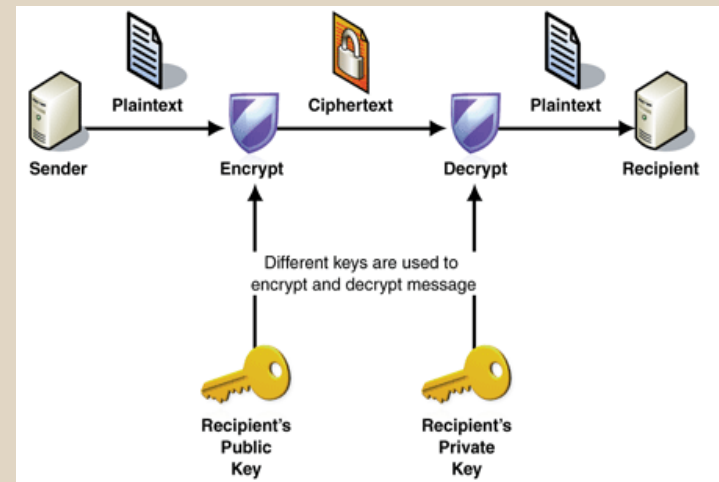 Plaintext
Ciphertext
Plaintext
Sender
Encrypt
Decrypt
Recipient
Different keys are used to
encrypt and decrypt message
Recipient's
Public
Key
Recipient's
Private
Key